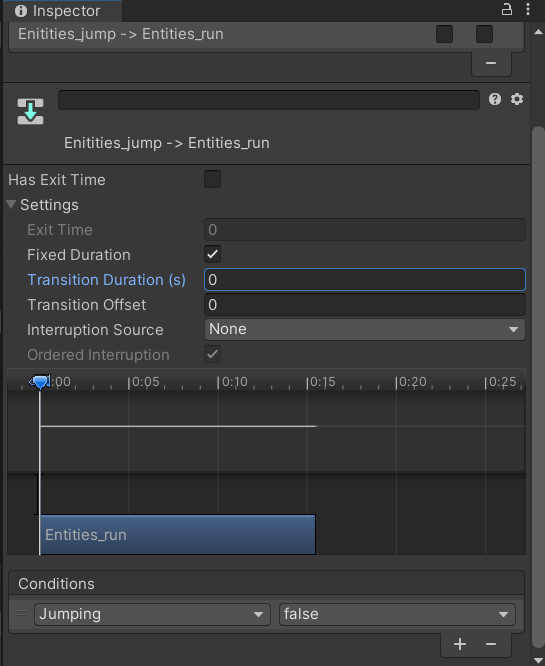 Inspector
Enitities_jump -> Entities_run
Enitities_jump -> Entities_run
Has Exit Time
Settings
Exit Time 0
Fixed Duration
Transition Duration (s) 0
Transition Offset 0
Interruption Source None
Ordered Interruption
0:00 0:05 0:10 0:15 0:20 0:25
Entities_run
Conditions
Jumping false